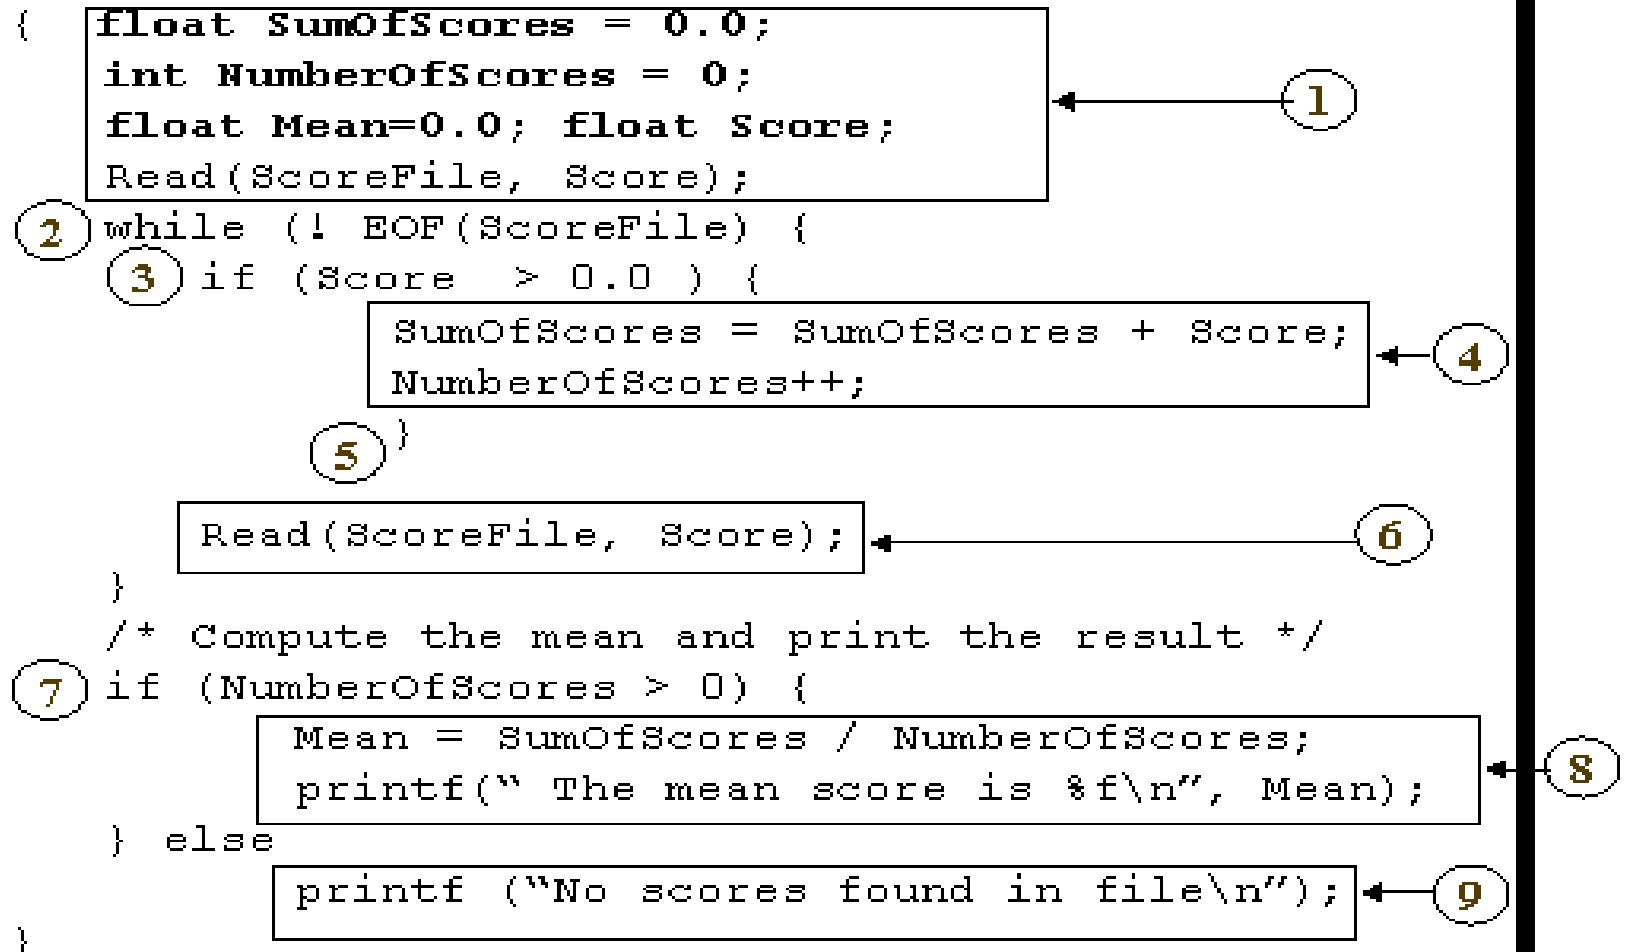 { float SumOfScores = 0.0;
int NumberOfScores = 0;
float Mean=0.0; float Score; 1
Read(ScoreFile, Score);
2 while (! EOF(ScoreFile) {
3 if (Score > 0.0 ) {
SumOfScores = SumOfScores + Score;
NumberOfScores++; 4
5 }
Read(ScoreFile, Score); 6
}
/* Compute the mean and print the result */
7 if (NumberOfScores > 0) {
Mean = SumOfScores / NumberOfScores;
printf(“ The mean score is %f\n”, Mean); 8
} else
printf (“No scores found in file\n”); 9
}